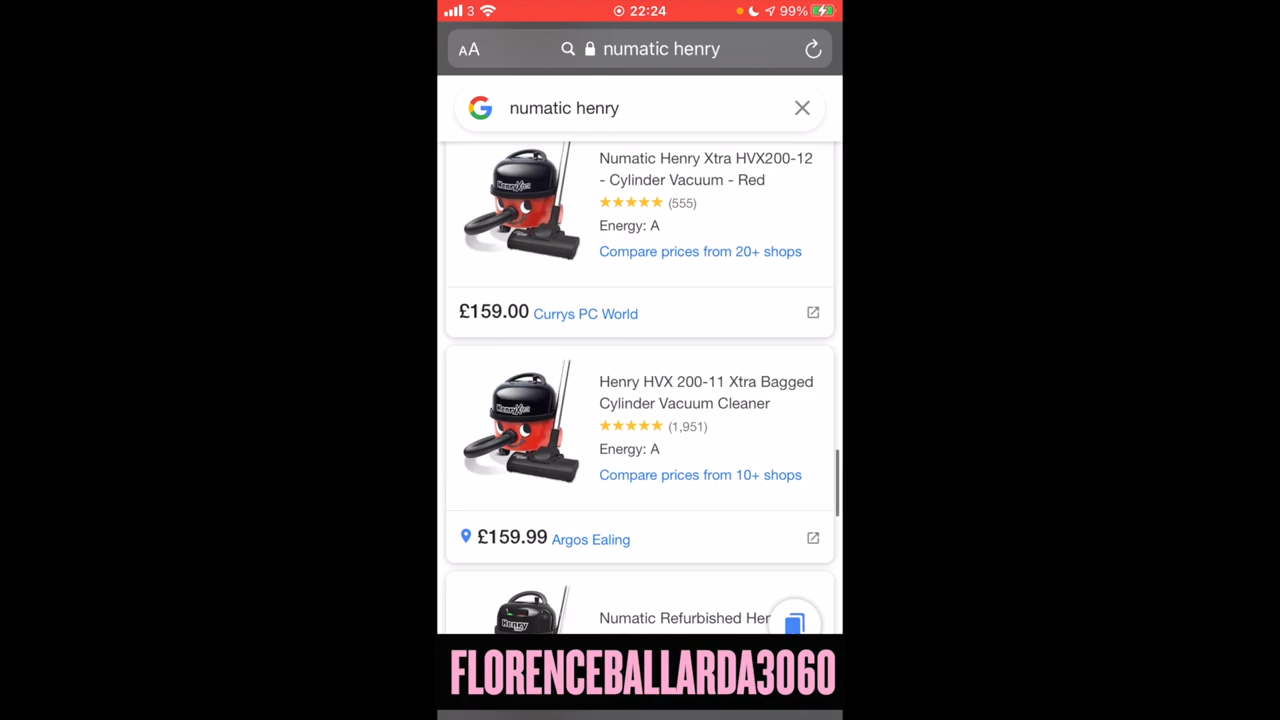 3 22:24 99%
AA numatic henry
G numatic henry
Numatic Henry Xtra HVX200-12
- Cylinder Vacuum - Red
★★★★★ (555)
Energy: A
Compare prices from 20+ shops
£159.00 Currys PC World
Henry HVX 200-11 Xtra Bagged
Cylinder Vacuum Cleaner
★★★★★ (1,951)
Energy: A
Compare prices from 10+ shops
£159.99 Argos Ealing
Numatic Refurbished Her
Henry
FLORENCEBALLARDA3060